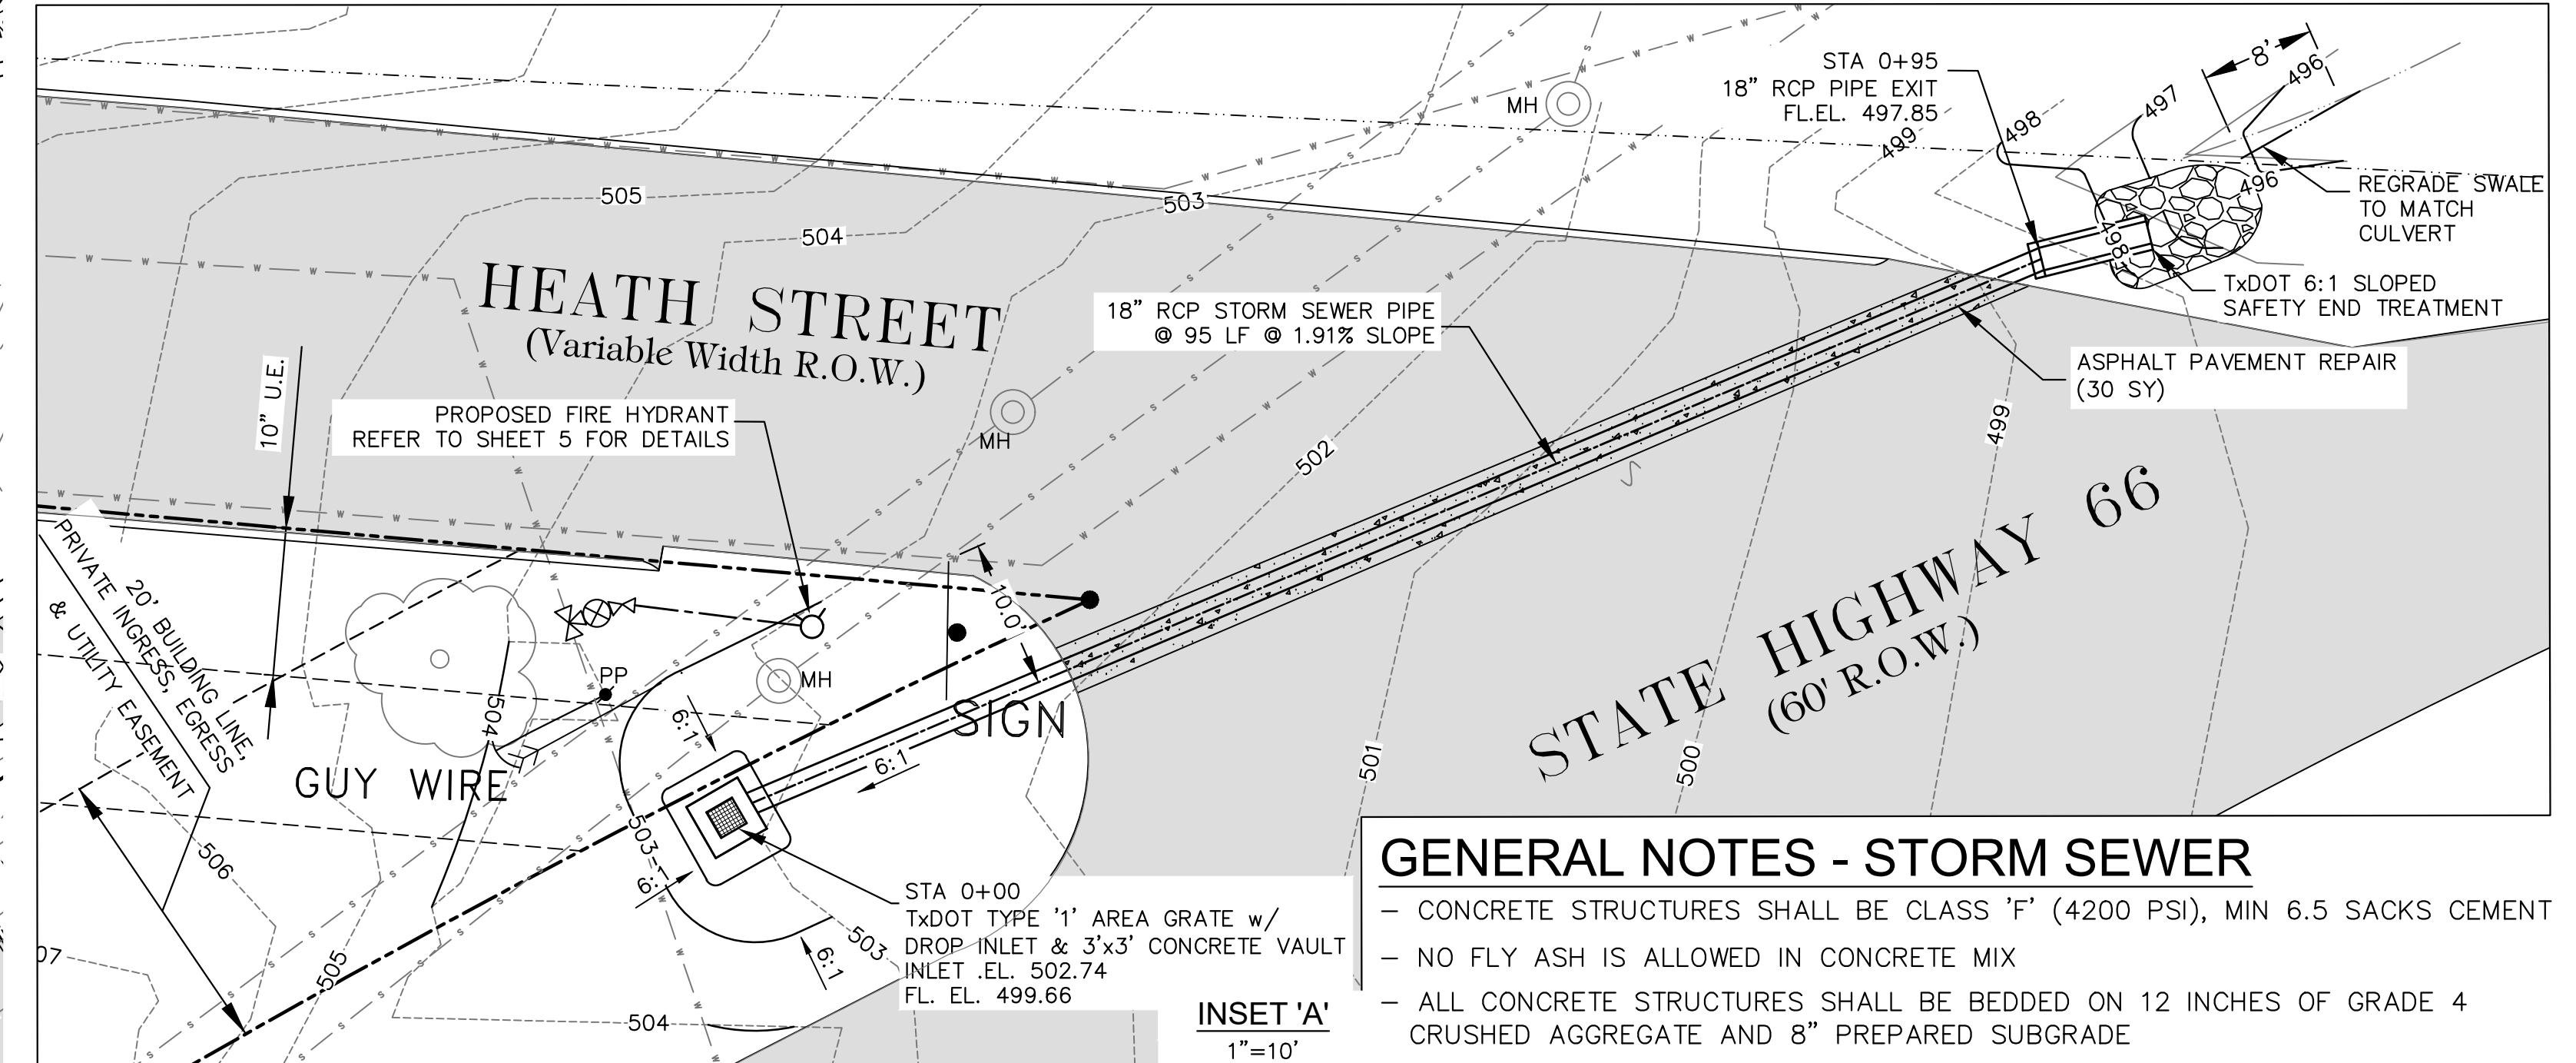 STA 0+95
18" RCP PIPE EXIT
FL.EL. 497.85
8'
496
497
498
499
496
498
MH
REGRADE SWALE
TO MATCH
CULVERT
TxDOT 6:1 SLOPED
SAFETY END TREATMENT
505
504
503
HEATH STREET
(Variable Width R.O.W.)
18" RCP STORM SEWER PIPE
@ 95 LF @ 1.91% SLOPE
ASPHALT PAVEMENT REPAIR
(30 SY)
10" U.E.
PROPOSED FIRE HYDRANT
REFER TO SHEET 5 FOR DETAILS
MH
502
499
STATE HIGHWAY 66
(60' R.O.W.)
20' BUILDING LINE,
PRIVATE INGRESS, EGRESS
& UTILITY EASEMENT
10.0'
PP
MH
SIGN
504
GUY WIRE
6:1
6:1
6:1
6:1
503
501
500
506
505
07
503
504
STA 0+00
TxDOT TYPE '1' AREA GRATE w/
DROP INLET & 3'x3' CONCRETE VAULT
INLET .EL. 502.74
FL. EL. 499.66
INSET 'A'
1"=10'
GENERAL NOTES - STORM SEWER
– CONCRETE STRUCTURES SHALL BE CLASS 'F' (4200 PSI), MIN 6.5 SACKS CEMENT
– NO FLY ASH IS ALLOWED IN CONCRETE MIX
– ALL CONCRETE STRUCTURES SHALL BE BEDDED ON 12 INCHES OF GRADE 4
CRUSHED AGGREGATE AND 8" PREPARED SUBGRADE